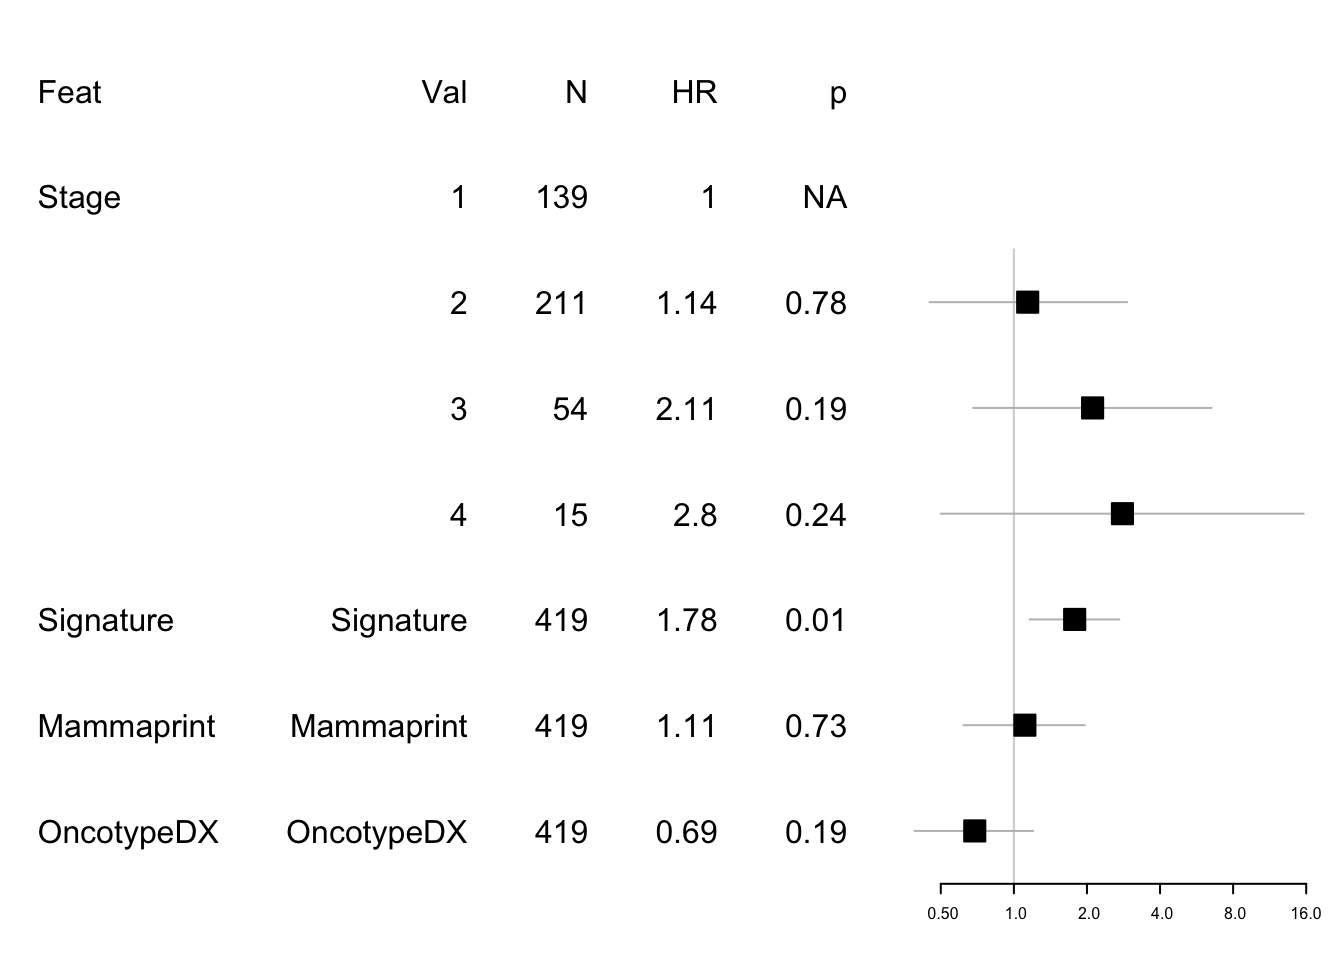 Feat Val N HR p
Stage 1 139 1 NA
2 211 1.14 0.78
3 54 2.11 0.19
4 15 2.8 0.24
Signature Signature 419 1.78 0.01
Mammaprint Mammaprint 419 1.11 0.73
OncotypeDX OncotypeDX 419 0.69 0.19
0.50 1.0 2.0 4.0 8.0 16.0